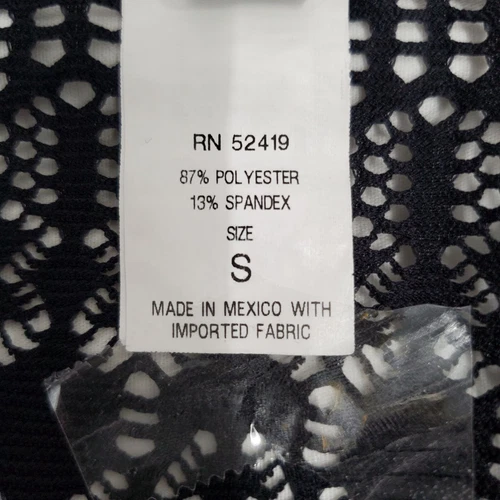 RN 52419
87% POLYESTER
13% SPANDEX
SIZE
S
MADE IN MEXICO WITH
IMPORTED FABRIC